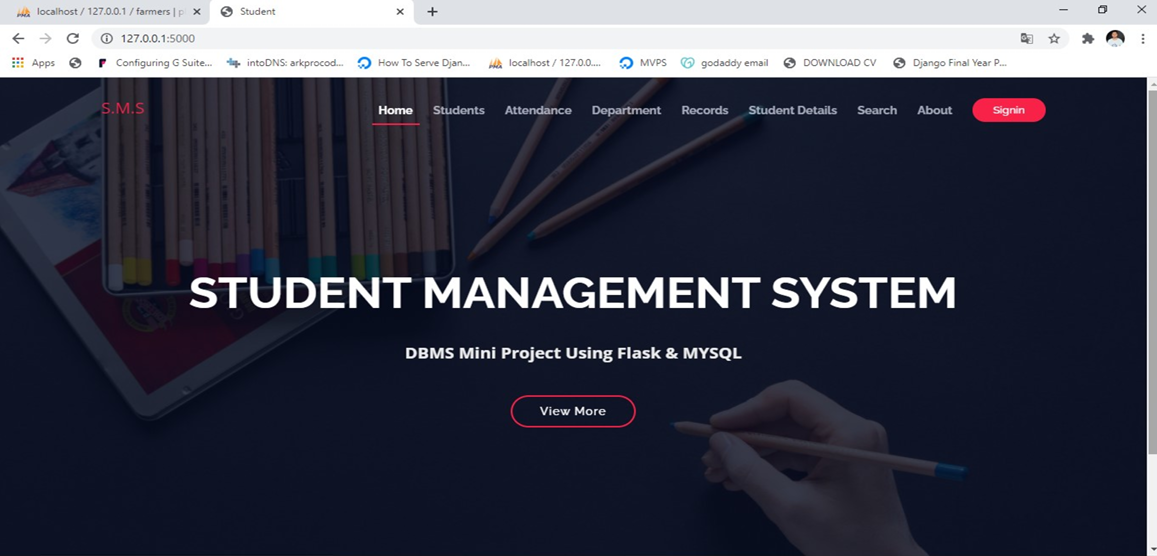 localhost / 127.0.0.1 / farmers | p
Student
127.0.0.1:5000
Apps
Configuring G Suite...
intoDNS: arkprocod...
How To Serve Djan...
localhost / 127.0.0....
MVPS
godaddy email
DOWNLOAD CV
Django Final Year P...
S.M.S
Home
Students
Attendance
Department
Records
Student Details
Search
About
Signin
STUDENT MANAGEMENT SYSTEM
DBMS Mini Project Using Flask & MYSQL
View More